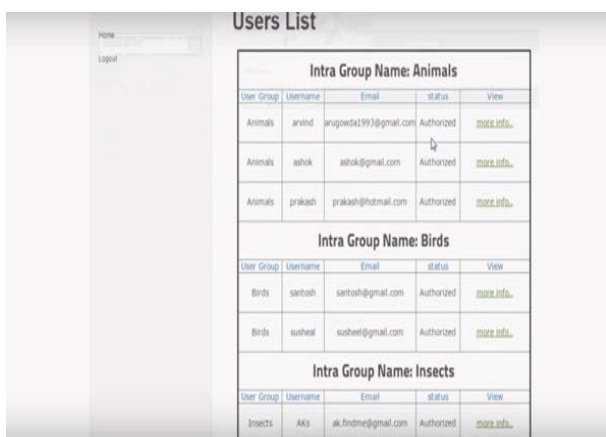 Users List
Home
Logout
Intra Group Name: Animals
User Group Username Email status View
Animals arvind arugowda1993@gmail.com Authorized more info..
Animals ashok ashok@gmail.com Authorized more info..
Animals prakash prakash@hotmail.com Authorized more info..
Intra Group Name: Birds
User Group Username Email status View
Birds santosh santosh@gmail.com Authorized more info..
Birds susheal susheel@gmail.com Authorized more info..
Intra Group Name: Insects
User Group Username Email status View
Insects AKs ak.findme@gmail.com Authorized more info..